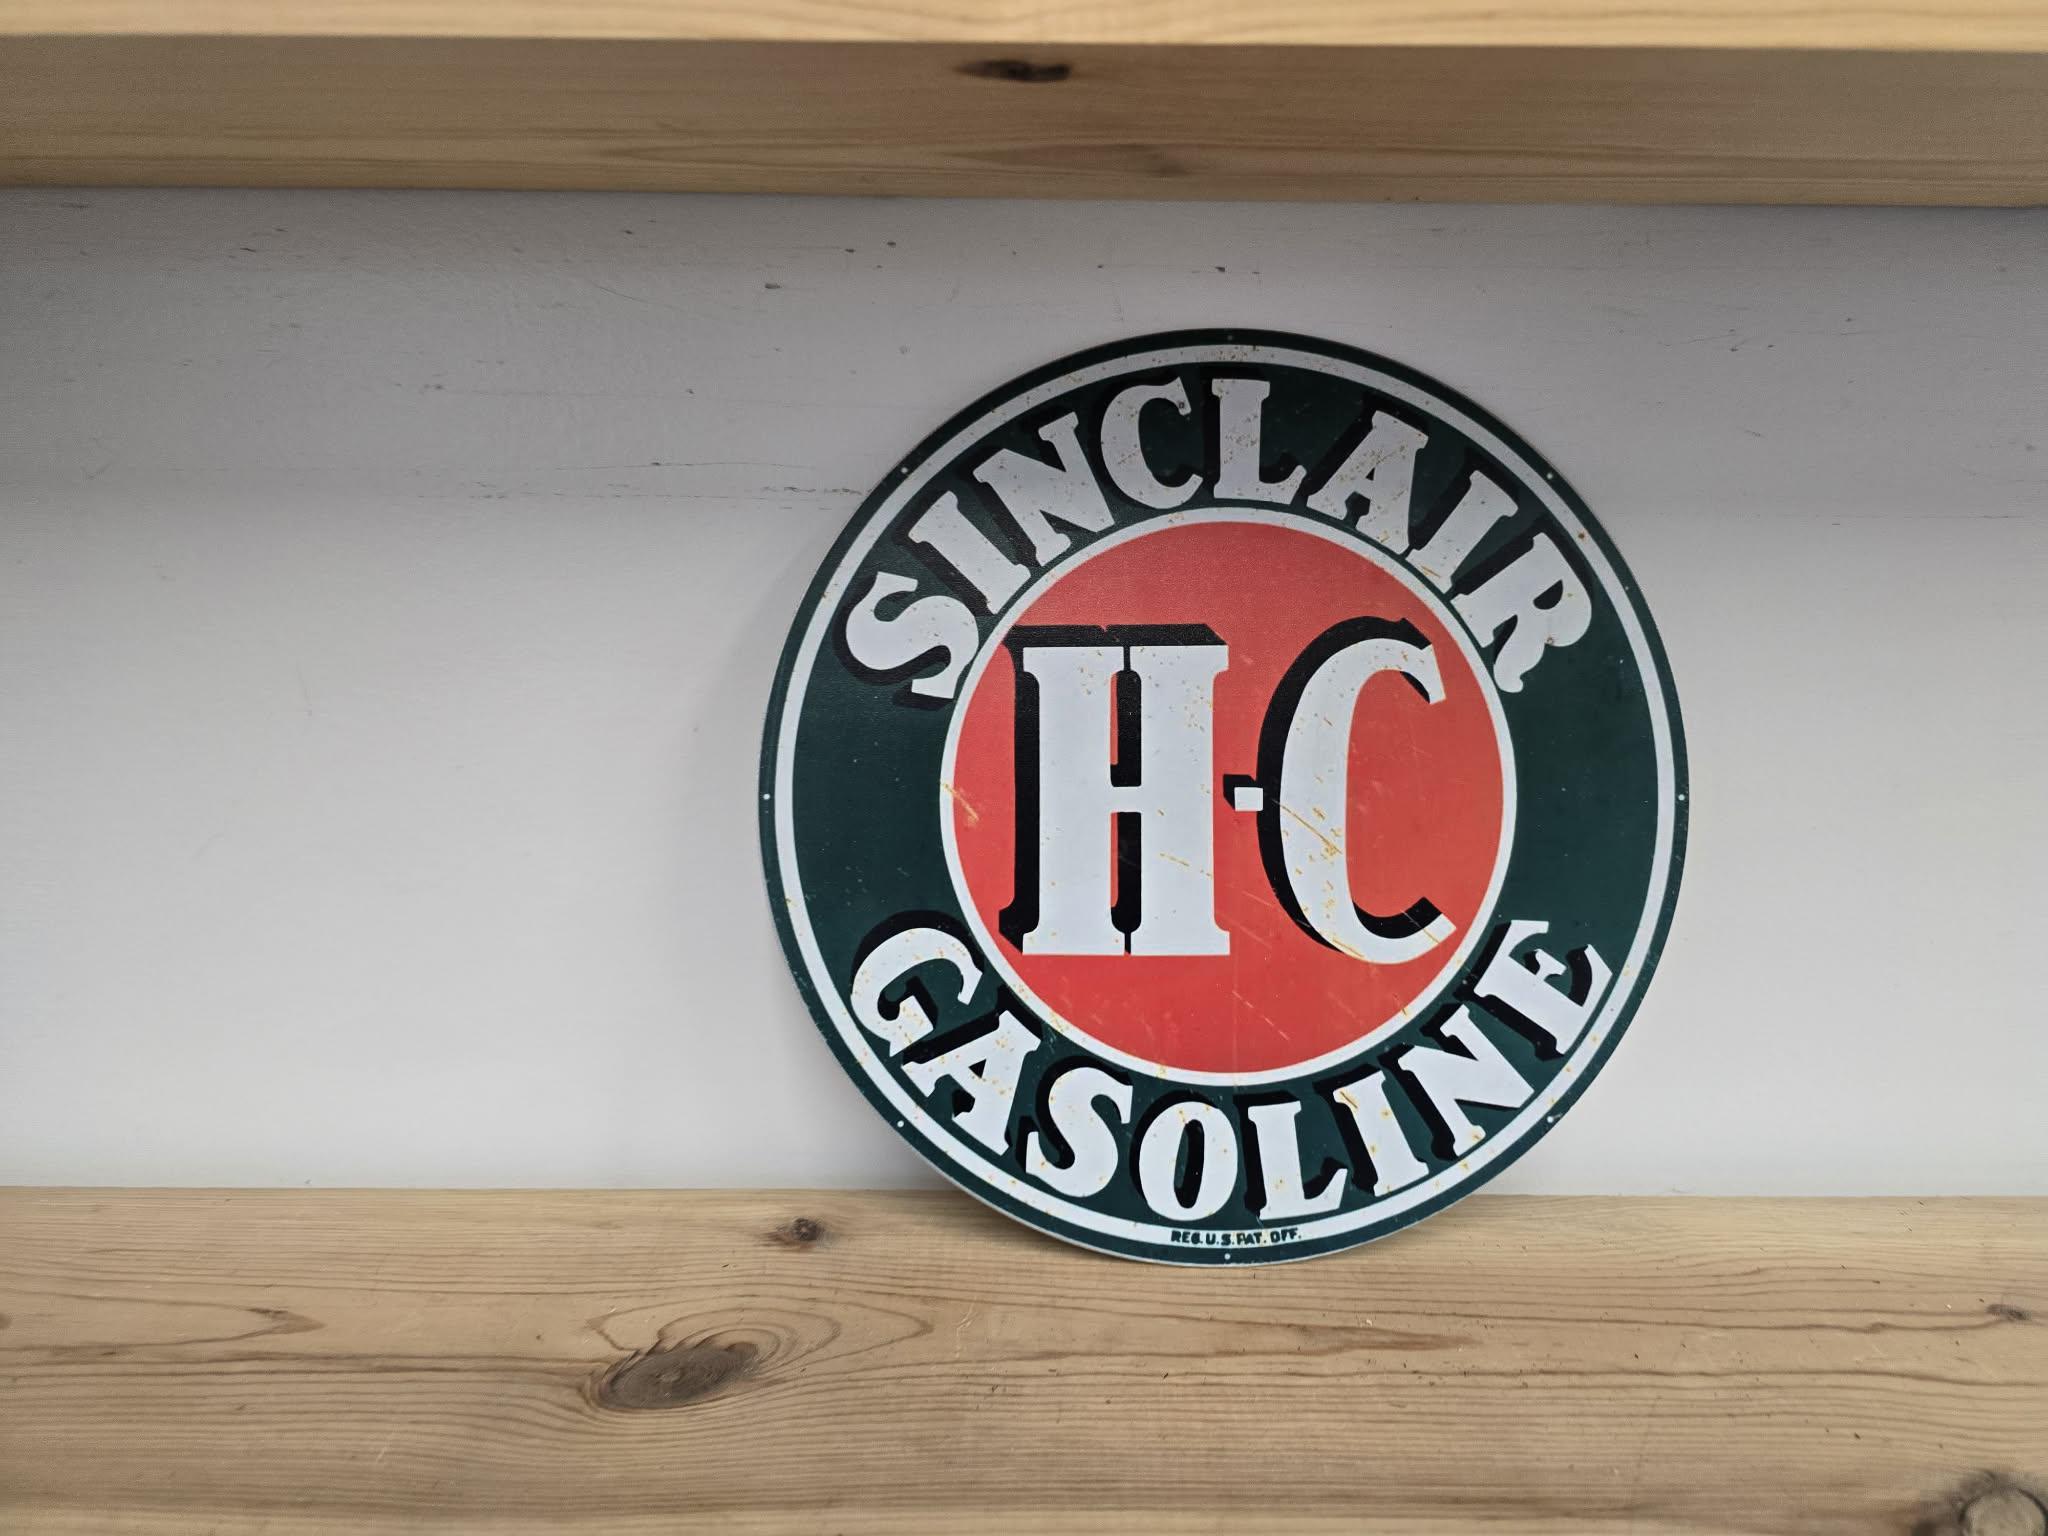 SINCLAIR
H-C
GASOLINE
REG. U.S. PAT. OFF.